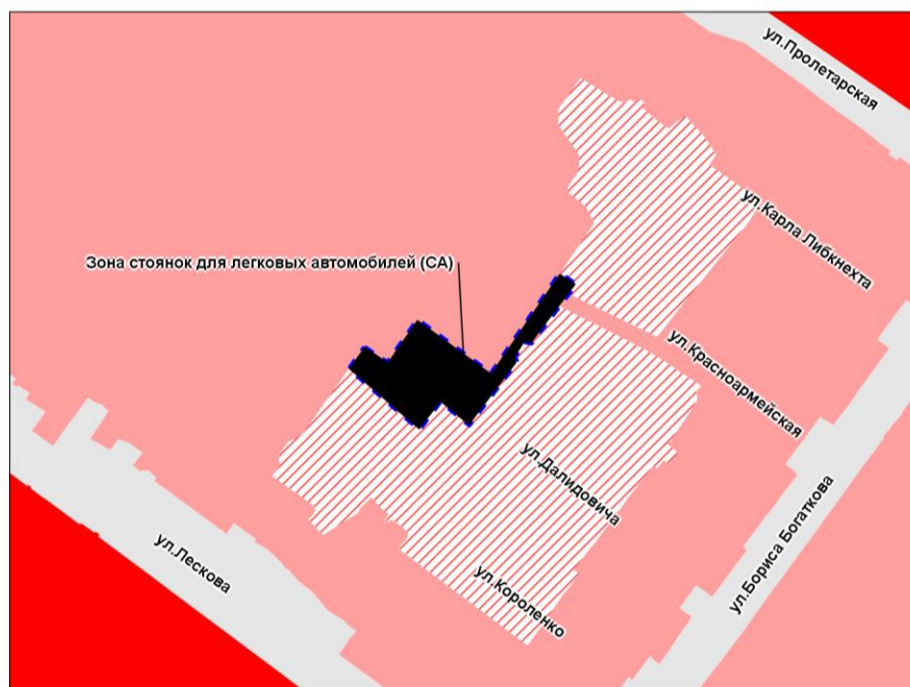 ул.Пролетарская
ул.Карла Либкнехта
Зона стоянок для легковых автомобилей (СА)
ул.Красноармейская
ул.Далидовича
ул.Бориса Богаткова
ул.Лескова
ул.Короленко